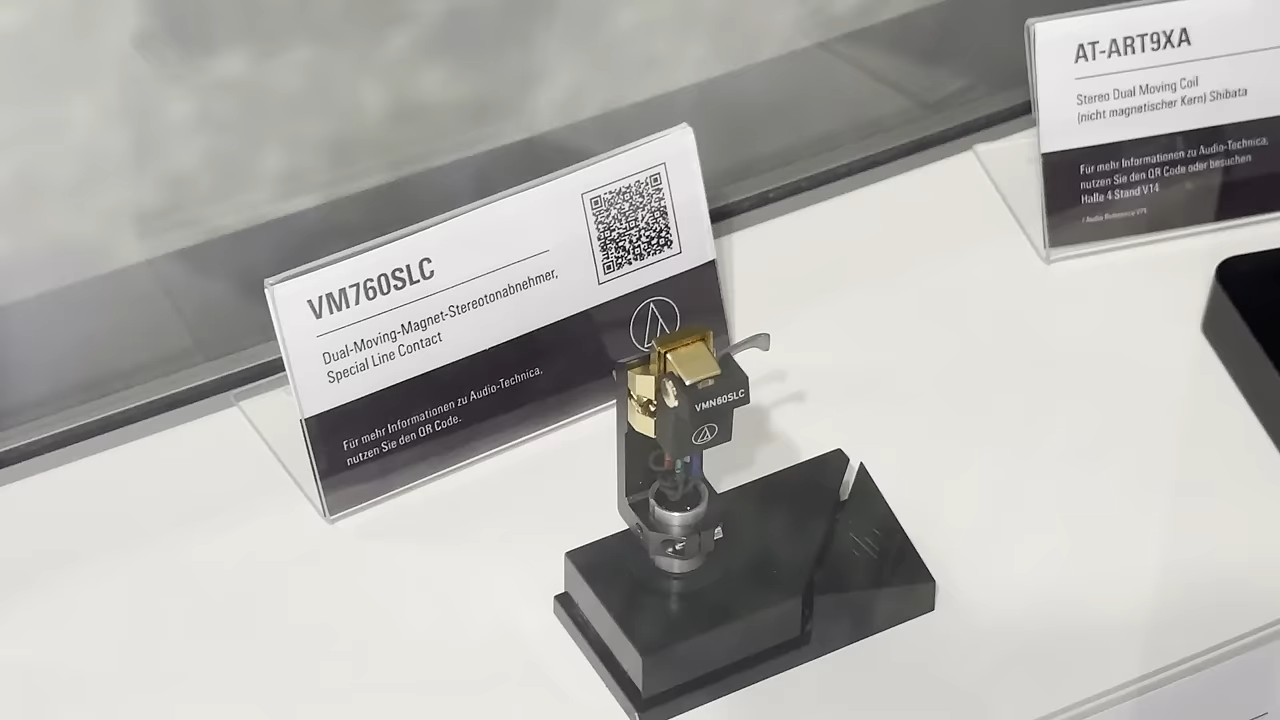 VM760SLC
Dual-Moving-Magnet-Stereotonabnehmer,
Special Line Contact
Für mehr Informationen zu Audio-Technica,
nutzen Sie den QR Code.
VMN60SLC
AT-ART9XA
Stereo Dual Moving Coil
(nicht magnetischer Kern) Shibata
Für mehr Informationen zu Audio-Technica,
nutzen Sie den QR Code oder besuchen
Halle 4 Stand V14